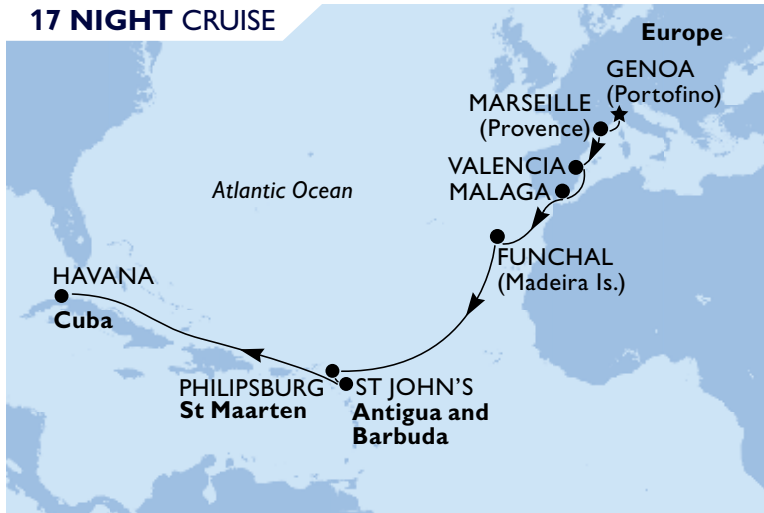 17 NIGHT CRUISE
Europe
GENOA
(Portofino)
MARSEILLE
(Provence)
VALENCIA
MALAGA
Atlantic Ocean
FUNCHAL
(Madeira Is.)
HAVANA
Cuba
PHILIPSBURG
St Maarten
ST JOHN'S
Antigua and
Barbuda